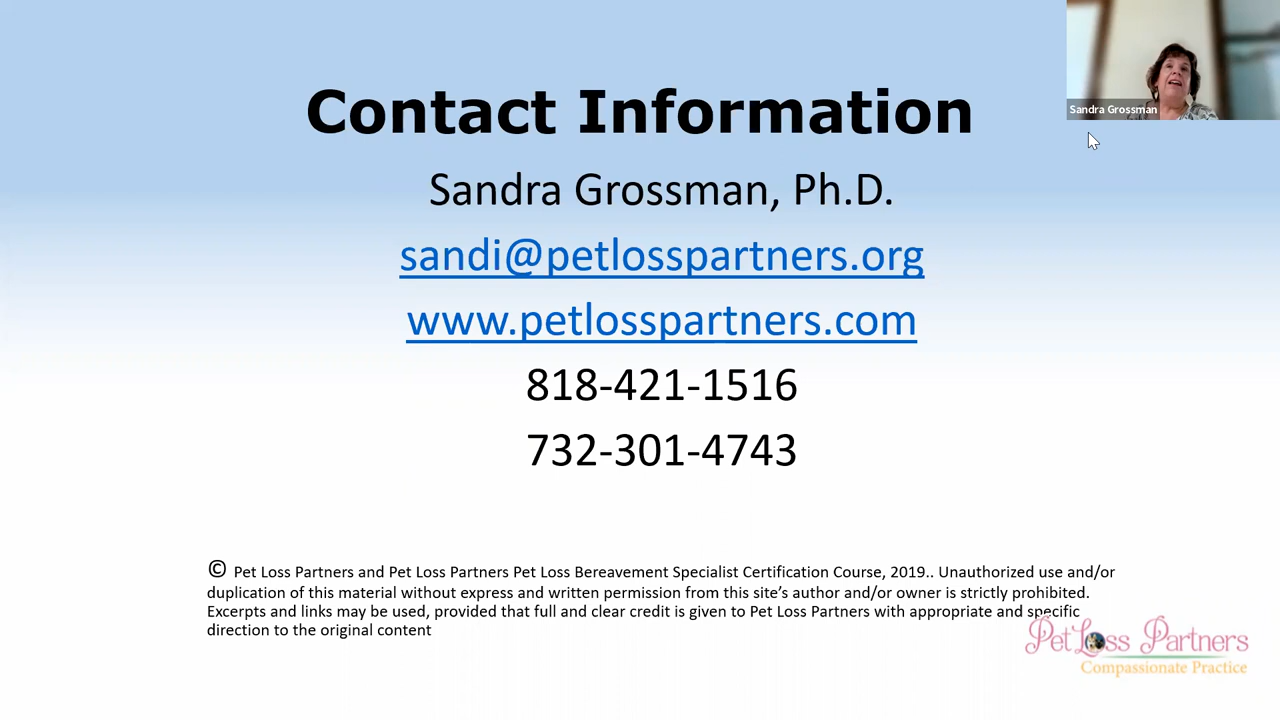 Sandra Grossman
Contact Information
Sandra Grossman, Ph.D.
sandi@petlosspartners.org
www.petlosspartners.com
818-421-1516
732-301-4743
© Pet Loss Partners and Pet Loss Partners Pet Loss Bereavement Specialist Certification Course, 2019.. Unauthorized use and/or
duplication of this material without express and written permission from this site’s author and/or owner is strictly prohibited.
Excerpts and links may be used, provided that full and clear credit is given to Pet Loss Partners with appropriate and specific
direction to the original content
Pet Loss Partners
Compassionate Practice